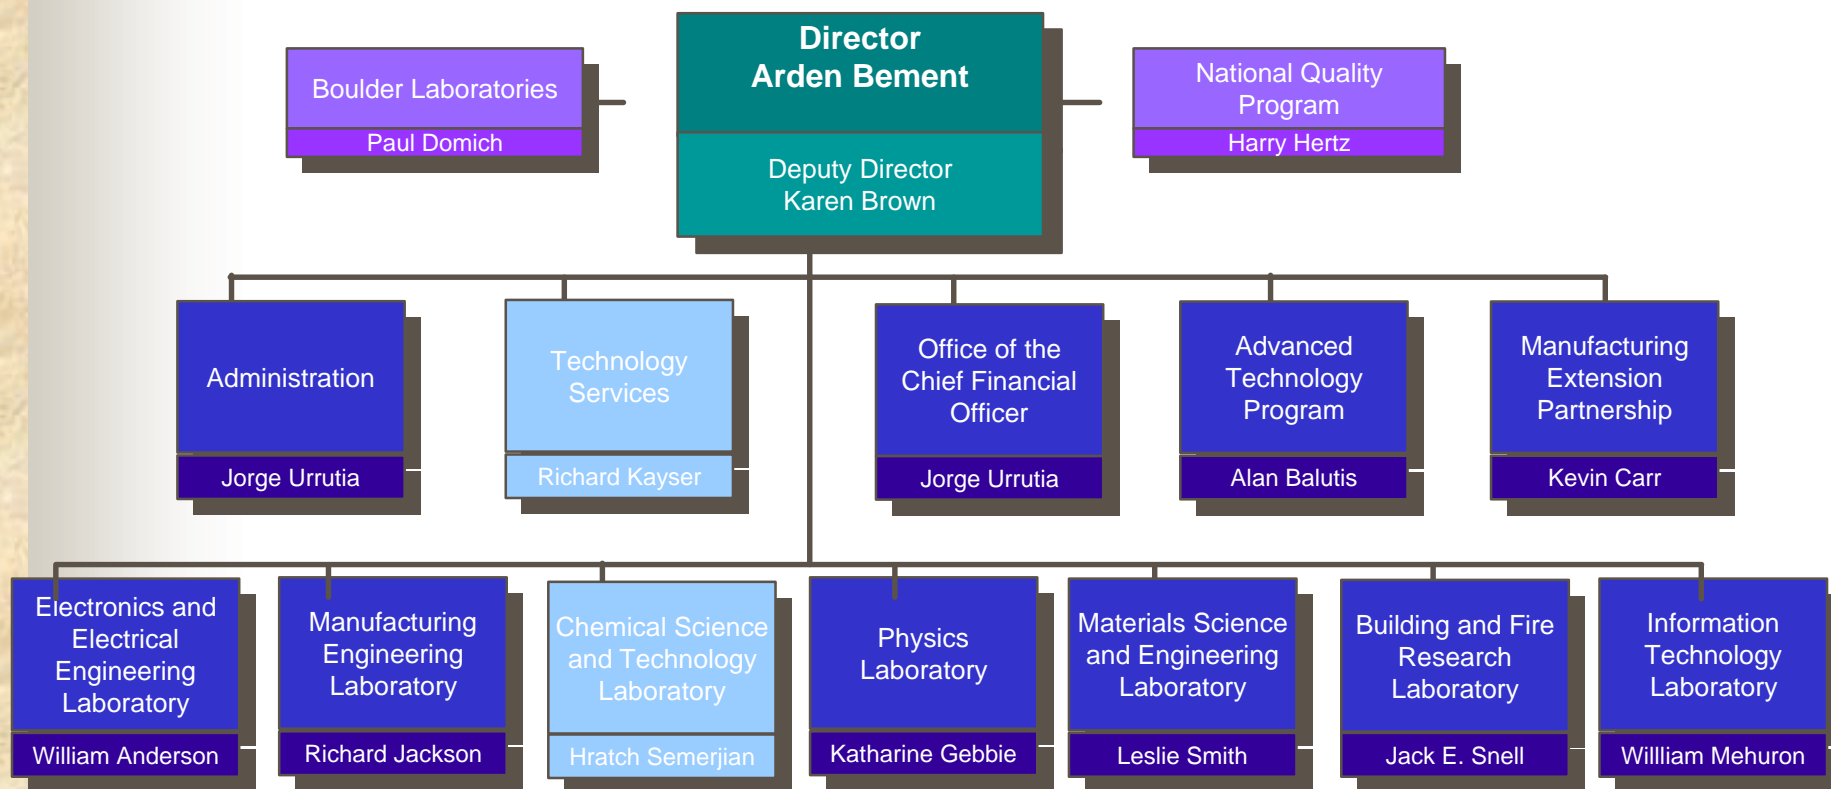 Director
Arden Bement
Deputy Director
Karen Brown
Boulder Laboratories
Paul Domich
National Quality
Program
Harry Hertz
Administration
Jorge Urrutia
Technology
Services
Richard Kayser
Office of the
Chief Financial
Officer
Jorge Urrutia
Advanced
Technology
Program
Alan Balutis
Manufacturing
Extension
Partnership
Kevin Carr
Electronics and
Electrical
Engineering
Laboratory
William Anderson
Manufacturing
Engineering
Laboratory
Richard Jackson
Chemical Science
and Technology
Laboratory
Hratch Semerjian
Physics
Laboratory
Katharine Gebbie
Materials Science
and Engineering
Laboratory
Leslie Smith
Building and Fire
Research
Laboratory
Jack E. Snell
Information
Technology
Laboratory
Willliam Mehuron